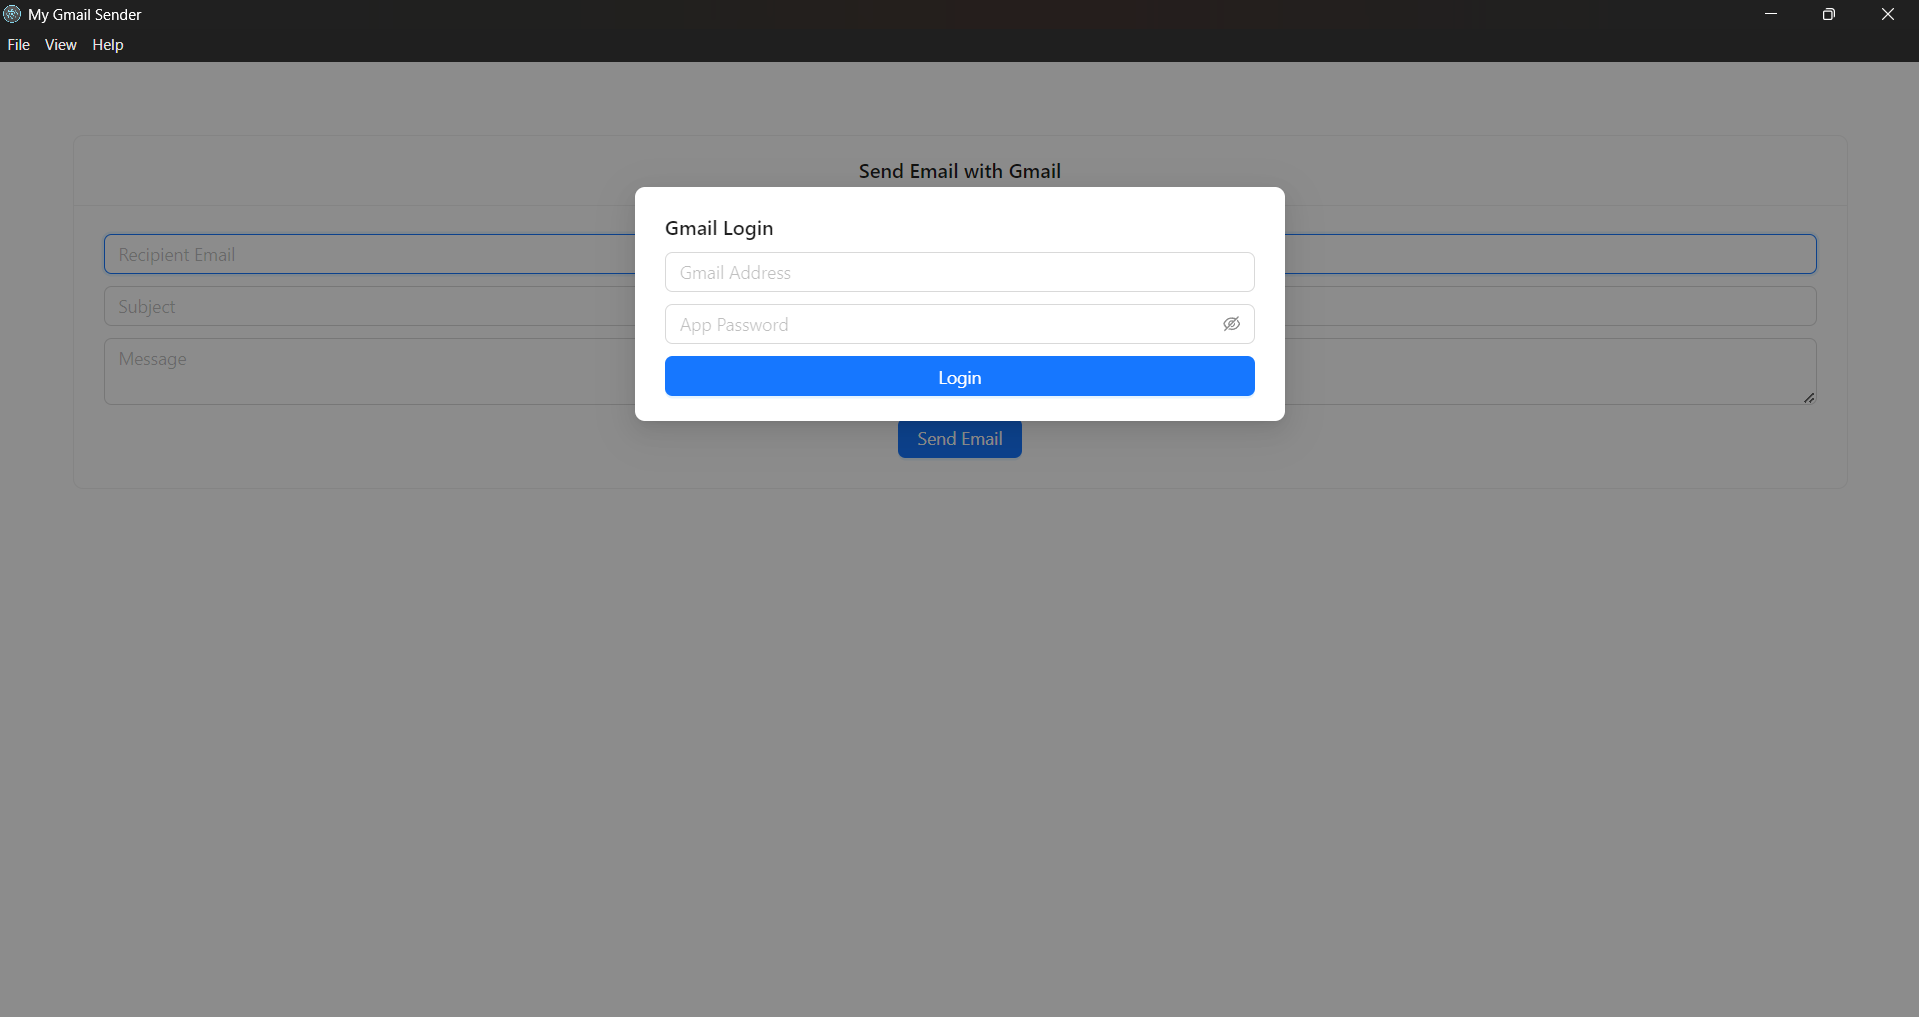 My Gmail Sender
File View Help
Send Email with Gmail
Gmail Login
Recipient Email
Gmail Address
Subject
App Password
Message
Login
Send Email